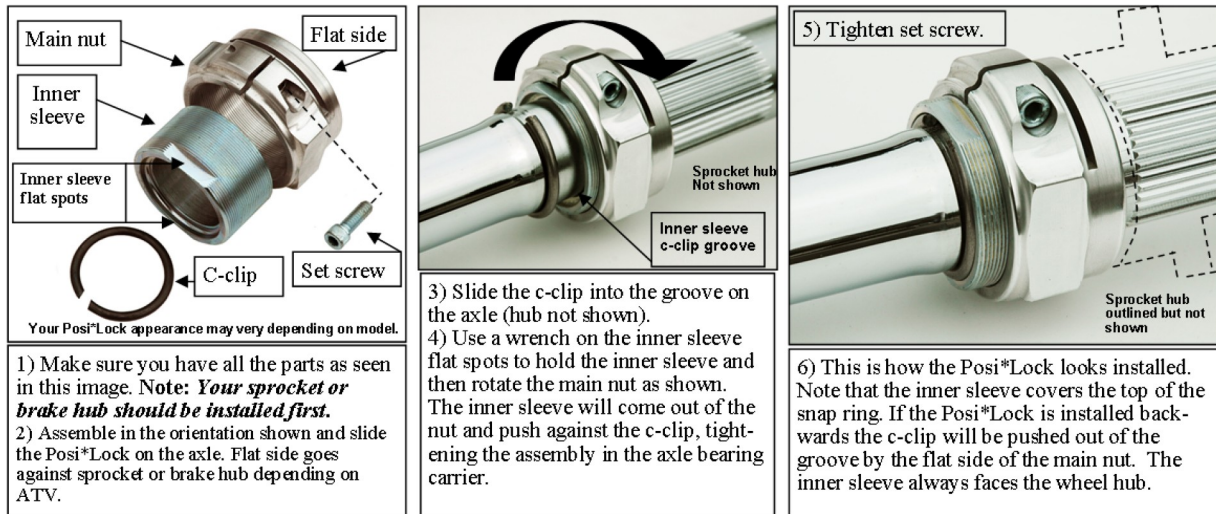 Main nut
Flat side
Inner
sleeve
Inner sleeve
flat spots
C-clip
Set screw
Your Posi*Lock appearance may very depending on model.
1) Make sure you have all the parts as seen
in this image. Note: Your sprocket or
brake hub should be installed first.
2) Assemble in the orientation shown and slide
the Posi*Lock on the axle. Flat side goes
against sprocket or brake hub depending on
ATV.
Sprocket hub
Not shown
Inner sleeve
c-clip groove
3) Slide the c-clip into the groove on
the axle (hub not shown).
4) Use a wrench on the inner sleeve
flat spots to hold the inner sleeve and
then rotate the main nut as shown.
The inner sleeve will come out of the
nut and push against the c-clip, tight-
ening the assembly in the axle bearing
carrier.
5) Tighten set screw.
Sprocket hub
outlined but not
shown
6) This is how the Posi*Lock looks installed.
Note that the inner sleeve covers the top of the
snap ring. If the Posi*Lock is installed back-
wards the c-clip will be pushed out of the
groove by the flat side of the main nut.  The
inner sleeve always faces the wheel hub.